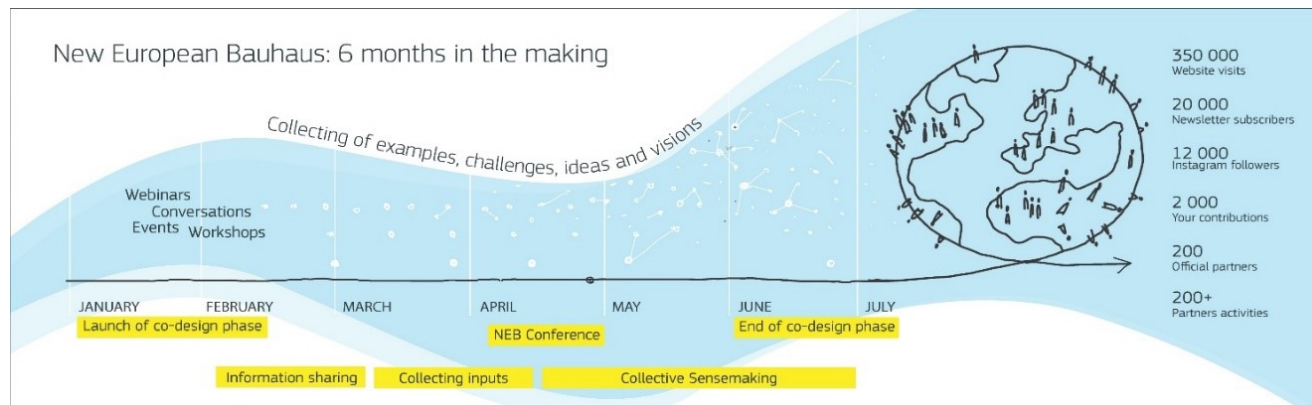 New European Bauhaus: 6 months in the making
Collecting of examples, challenges, ideas and visions
Webinars
Conversations
Events
Workshops
JANUARY
FEBRUARY
MARCH
APRIL
MAY
JUNE
JULY
Launch of co-design phase
NEB Conference
End of co-design phase
Information sharing
Collecting inputs
Collective Sensemaking
350 000
Website visits
20 000
Newsletter subscribers
12 000
Instagram followers
2 000
Your contributions
200
Official partners
200+
Partners activities